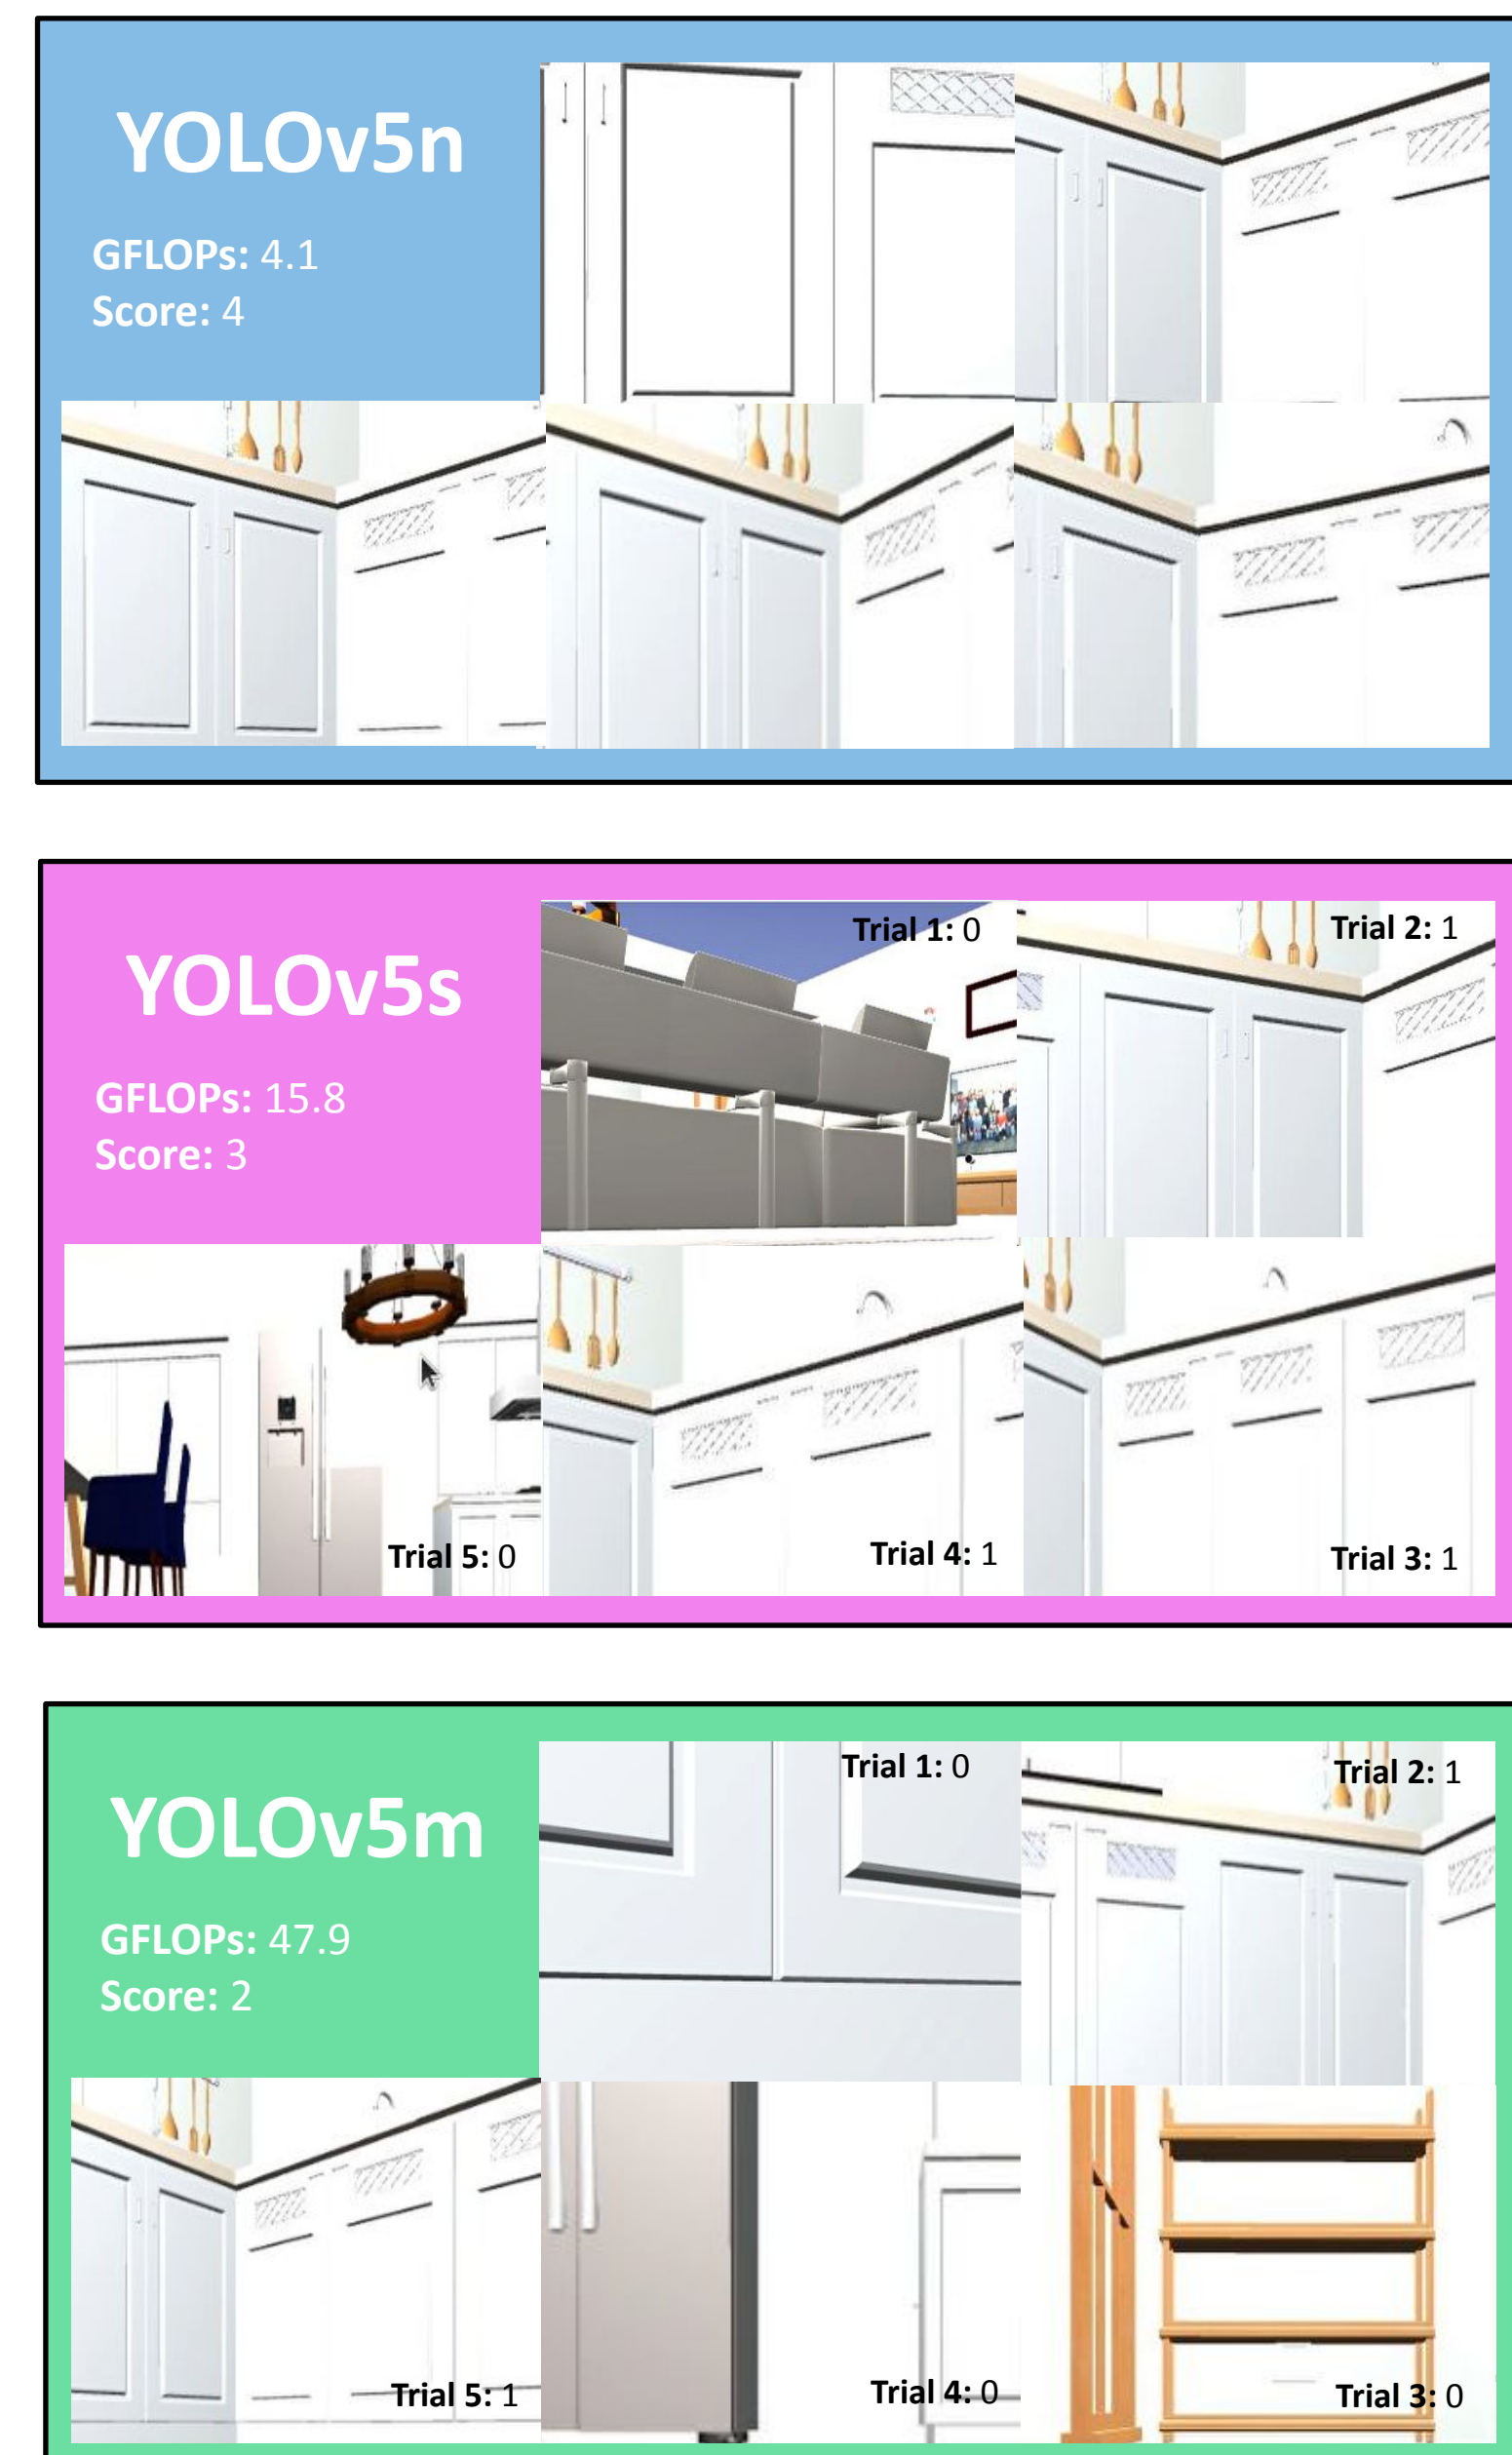 YOLOv5n
GFLOPs: 4.1
Score: 4
YOLOv5s
GFLOPs: 15.8
Score: 3
Trial 1: 0
Trial 2: 1
Trial 5: 0
Trial 4: 1
Trial 3: 1
YOLOv5m
GFLOPs: 47.9
Score: 2
Trial 1: 0
Trial 2: 1
Trial 5: 1
Trial 4: 0
Trial 3: 0